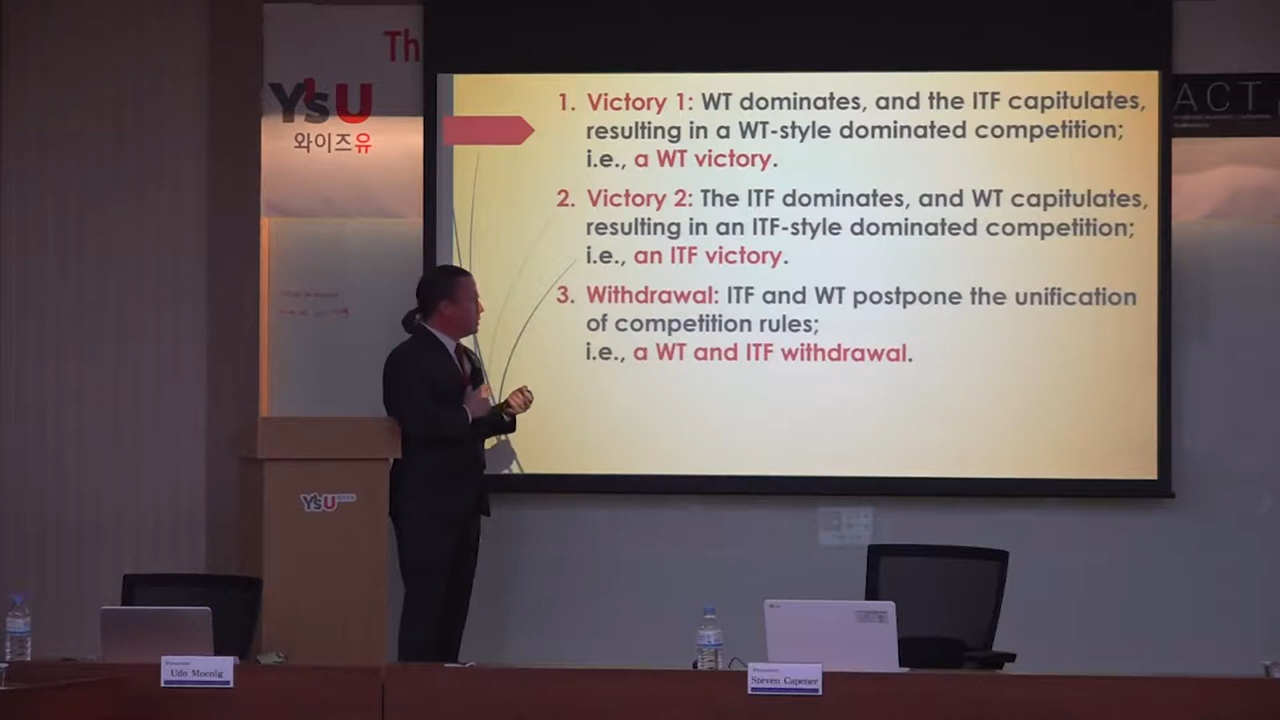 Th
YsU
와이즈유
ACT
1. Victory 1: WT dominates, and the ITF capitulates,
resulting in a WT-style dominated competition;
i.e., a WT victory.
2. Victory 2: The ITF dominates, and WT capitulates,
resulting in an ITF-style dominated competition;
i.e., an ITF victory.
3. Withdrawal: ITF and WT postpone the unification
of competition rules;
i.e., a WT and ITF withdrawal.
YsU
Presenter
Udo Moenig
Presenter
Steven Capener